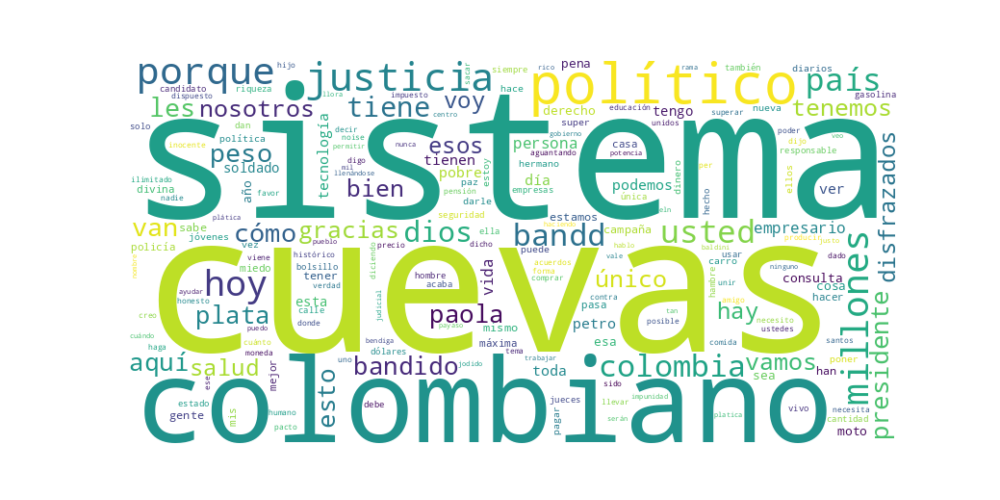 sistema
cuevas
colombiano
político
porque
justicia
país
millones
presidente
disfrazados
hoy
dios
bandd
usted
colombia
bandido
paola
único
hay
vamos
aquí
salud
esto
plata
cómo
gracias
van
bien
peso
les
nosotros
tiene
voy
tengo
tenemos
esos
tienen
persona
podemos
ver
empresario
tecnología
soldado
pobre
día
derecho
pena
casa
hijo
siempre
sacar
rico
rama
también
diarios
gasolina
candidato
riqueza
dispuesto
llora
impuesto
centro
hace
super
educación
superar
nueva
solo
dan
decir
noise
permitir
nunca
gobierno
unidos
poder
dijo
veo
inocente
política
digo
aguantando
potencia
responsable
hermano
estoy
dinero
ellos
ilimitado
divina
nadie
año
favor
mil
llenándose
paz
pensión
empresas
darle
única
per
hecho
eln
plática
seguridad
estamos
campaña
sabe
jóvenes
policía
vez
miedo
pueblo
ella
haciendo
puede
hablo
baldani
producir
justo
viene
histórico
precio
dicho
acuerdos
vale
usar
dado
hombre
bolsillo
diciendo
hombre
acaba
vida
forma
comprar
carro
hambre
unir
ninguno
consulta
cosa
honesto
ayudar
tener
verdad
esta
calle
donde
judicial
contra
pasa
amigo
hacer
necesito
creo
puedo
payaso
mismo
petro
esa
posible
tan
ustedes
cuándo
haga
cuánto
bendiga
máxima
tema
jodido
comida
santos
moneda
uno
dólares
trabajar
toda
poner
sea
han
ese
mejor
sido
impunidad
estado
humano
debe
jueces
llevar
vivo
necesita
cantidad
gente
mis
pacto
pagar
serán
platica
moto